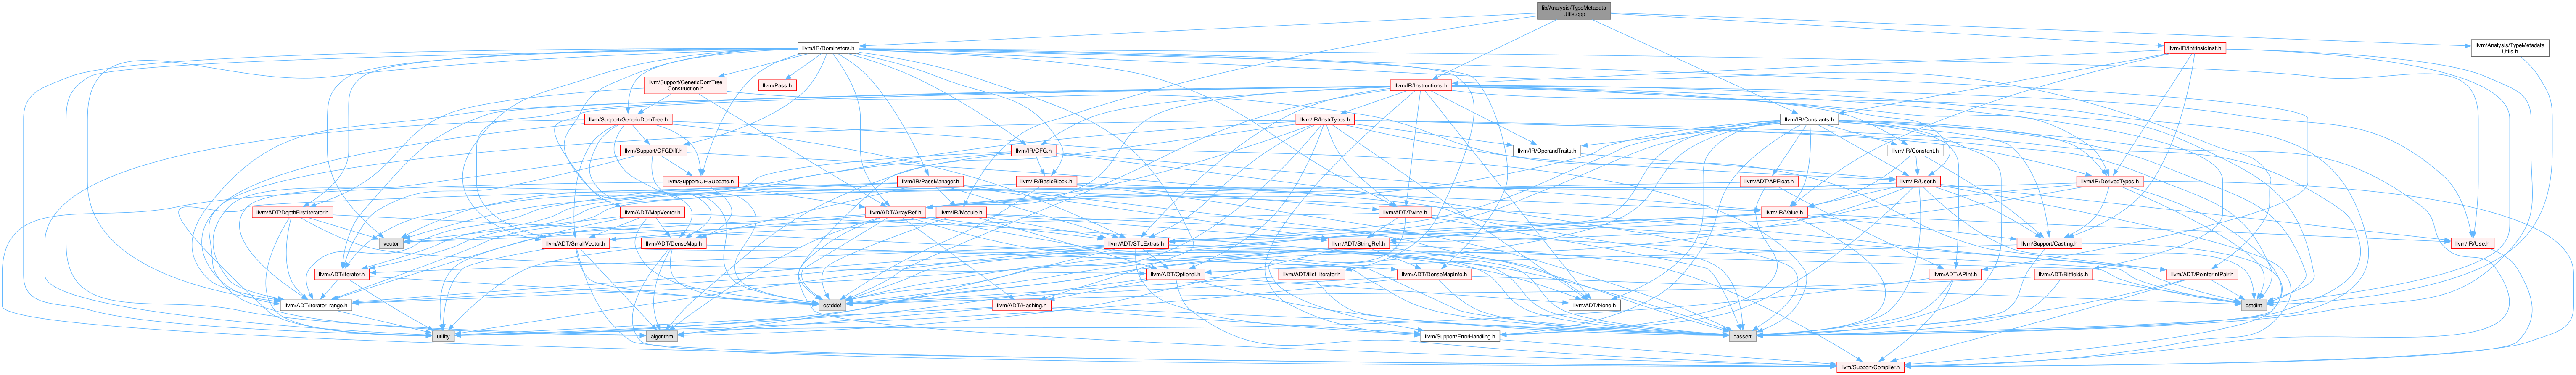 lib/Analysis/TypeMetadata
Utils.cpp
llvm/IR/Dominators.h
llvm/IR/IntrinsicInst.h
llvm/Analysis/TypeMetadata
Utils.h
llvm/Support/GenericDomTree
Construction.h
llvm/Pass.h
llvm/IR/Instructions.h
llvm/Support/GenericDomTree.h
llvm/IR/InstrTypes.h
llvm/IR/Constants.h
llvm/Support/CFGDiff.h
llvm/IR/CFG.h
llvm/IR/OperandTraits.h
llvm/IR/Constant.h
llvm/Support/CFGUpdate.h
llvm/IR/PassManager.h
llvm/IR/BasicBlock.h
llvm/ADT/APFloat.h
llvm/IR/User.h
llvm/IR/DerivedTypes.h
llvm/ADT/DepthFirstIterator.h
llvm/ADT/MapVector.h
llvm/ADT/ArrayRef.h
llvm/IR/Module.h
llvm/ADT/Twine.h
llvm/IR/Value.h
vector
llvm/ADT/SmallVector.h
llvm/ADT/DenseMap.h
llvm/ADT/STLExtras.h
llvm/ADT/StringRef.h
llvm/Support/Casting.h
llvm/IR/Use.h
llvm/ADT/iterator.h
llvm/ADT/Optional.h
llvm/ADT/ilist_iterator.h
llvm/ADT/DenseMapInfo.h
llvm/ADT/APInt.h
llvm/ADT/Bitfields.h
llvm/ADT/PointerIntPair.h
llvm/ADT/iterator_range.h
cstddef
llvm/ADT/Hashing.h
llvm/ADT/None.h
cstdint
utility
algorithm
llvm/Support/ErrorHandling.h
cassert
llvm/Support/Compiler.h